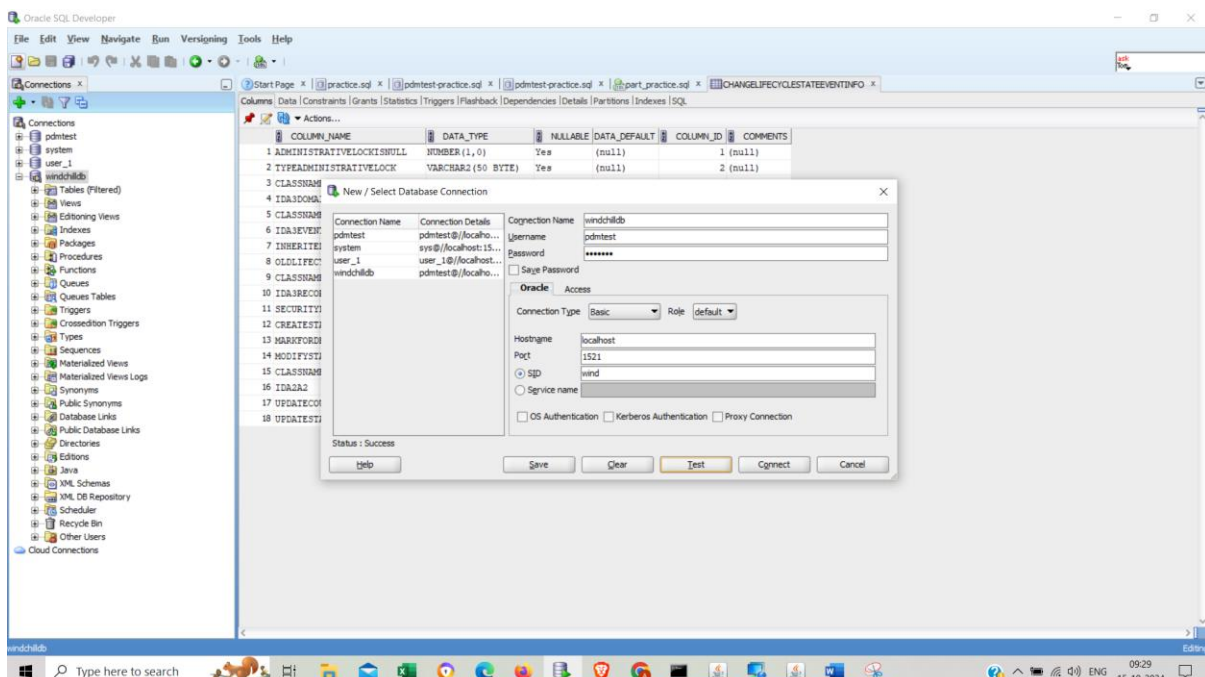 Oracle SQL Developer
File Edit View Navigate Run Versioning Tools Help
Connections
Start Page practice.sql pdmtest-practice.sql pdmtest-practice.sql part_practice.sql CHANGELIFECYCLESTATEEVENTINFO
Columns Data Constraints Grants Statistics Triggers Flashback Dependencies Details Partitions Indexes SQL
Actions...
COLUMN_NAME DATA_TYPE NULLABLE DATA_DEFAULT COLUMN_ID COMMENTS
1 ADMINISTRATIVELOCKISNULL NUMBER(1,0) Yes (null) 1 (null)
2 TYPEADMINISTRATIVELOCK VARCHAR2(50 BYTE) Yes (null) 2 (null)
3 CLASSNAM
4 IDA3DOMA
5 CLASSNAM
6 IDA3EVEN
7 INHERITE
8 OLDLIFEC
9 CLASSNAM
10 IDA3RECO
11 SECURITY
12 CREATEST
13 MARKFORD
14 MODIFYST
15 CLASSNAM
16 IDA2A2
17 UPDATECO
18 UPDATEST
Connections
pdmtest
system
user_1
windchilldb
Tables (Filtered)
Views
Editioning Views
Indexes
Packages
Procedures
Functions
Queues
Queues Tables
Triggers
Crossedition Triggers
Types
Sequences
Materialized Views
Materialized Views Logs
Synonyms
Public Synonyms
Database Links
Public Database Links
Directories
Editions
Java
XML Schemas
XML DB Repository
Scheduler
Recycle Bin
Other Users
Cloud Connections
New / Select Database Connection
Connection Name Connection Details
pdmtest pdmtest@//localho...
system sys@//localhost:15...
user_1 user_1@//localhost...
windchilldb pdmtest@//localho...
Connection Name windchilldb
Username pdmtest
Password •••••••
Save Password
Oracle Access
Connection Type Basic Role default
Hostname localhost
Port 1521
SID wind
Service name
OS Authentication Kerberos Authentication Proxy Connection
Status : Success
Help Save Clear Test Connect Cancel
windchilldb Editing
Type here to search
ENG 09:29